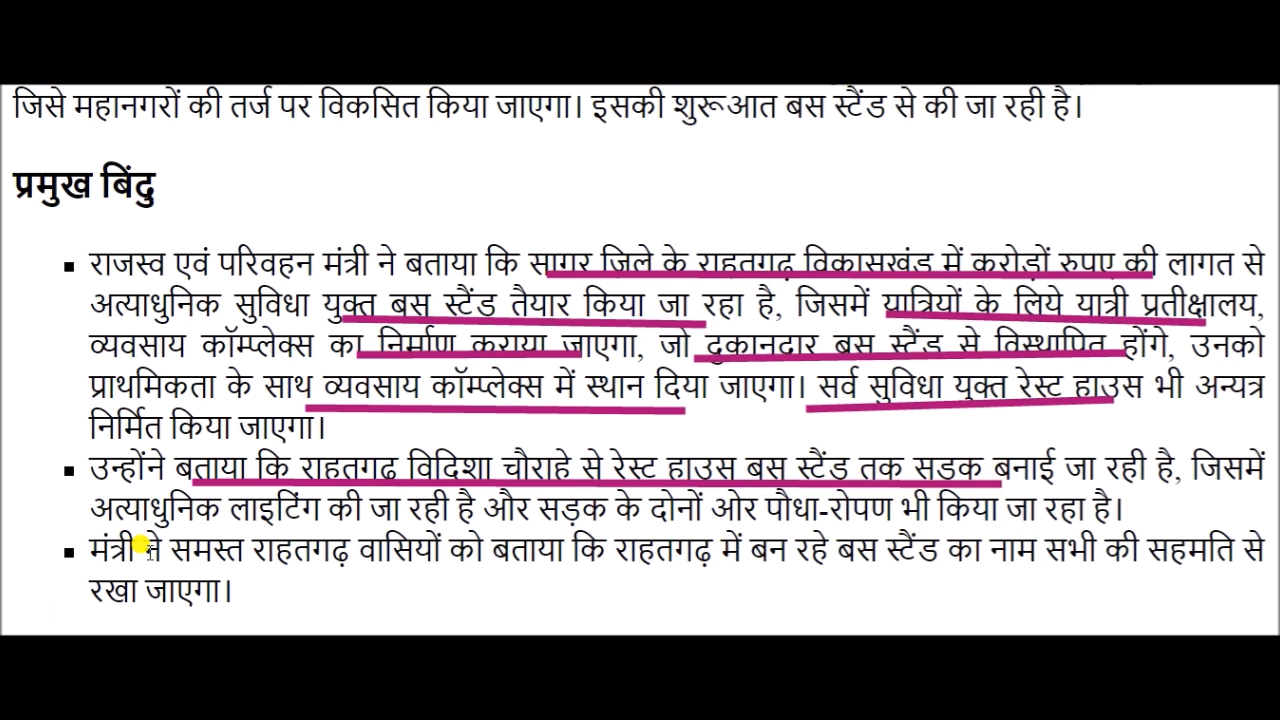 जिसे महानगरों की तर्ज पर विकसित किया जाएगा। इसकी शुरूआत बस स्टैंड से की जा रही है।
प्रमुख बिंदु
▪ राजस्व एवं परिवहन मंत्री ने बताया कि सागर ज़िले के राहतगढ़ विकासखंड में करोड़ों रुपए की लागत से
अत्याधुनिक सुविधा युक्त बस स्टैंड तैयार किया जा रहा है, जिसमें यात्रियों के लिये यात्री प्रतीक्षालय,
व्यवसाय कॉम्प्लेक्स का निर्माण कराया जाएगा, जो दुकानदार बस स्टैंड से विस्थापित होंगे, उनको
प्राथमिकता के साथ व्यवसाय कॉम्प्लेक्स में स्थान दिया जाएगा। सर्व सुविधा युक्त रेस्ट हाउस भी अन्यत्र
निर्मित किया जाएगा।
▪ उन्होंने बताया कि राहतगढ़ विदिशा चौराहे से रेस्ट हाउस बस स्टैंड तक सड़क बनाई जा रही है, जिसमें
अत्याधुनिक लाइटिंग की जा रही है और सड़क के दोनों ओर पौधा-रोपण भी किया जा रहा है।
▪ मंत्री ने समस्त राहतगढ़ वासियों को बताया कि राहतगढ़ में बन रहे बस स्टैंड का नाम सभी की सहमति से
रखा जाएगा।